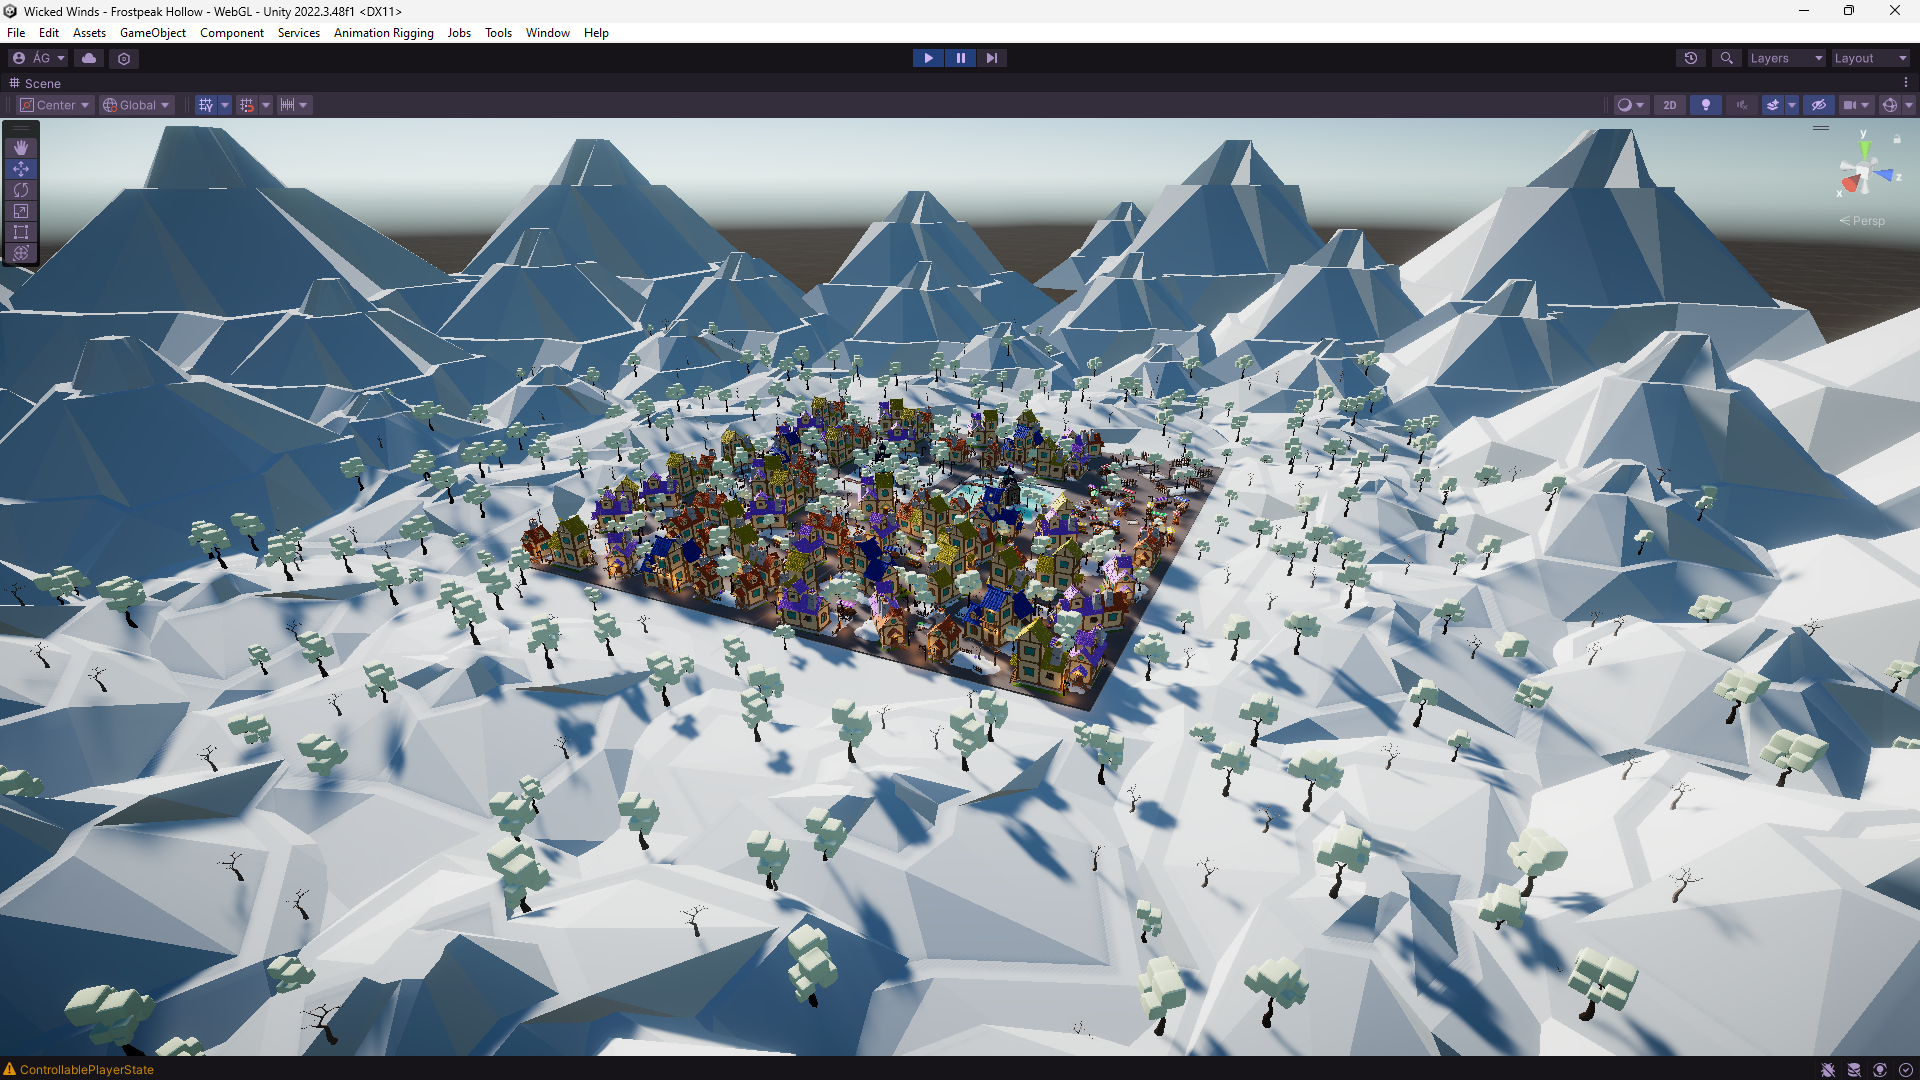 Wicked Winds - Frostpeak Hollow - WebGL - Unity 2022.3.48f1 <DX11>
File Edit Assets GameObject Component Services Animation Rigging Jobs Tools Window Help
ÁG Layers Layout
Scene
Center Global 2D
y
x z
Persp
ControllablePlayerState